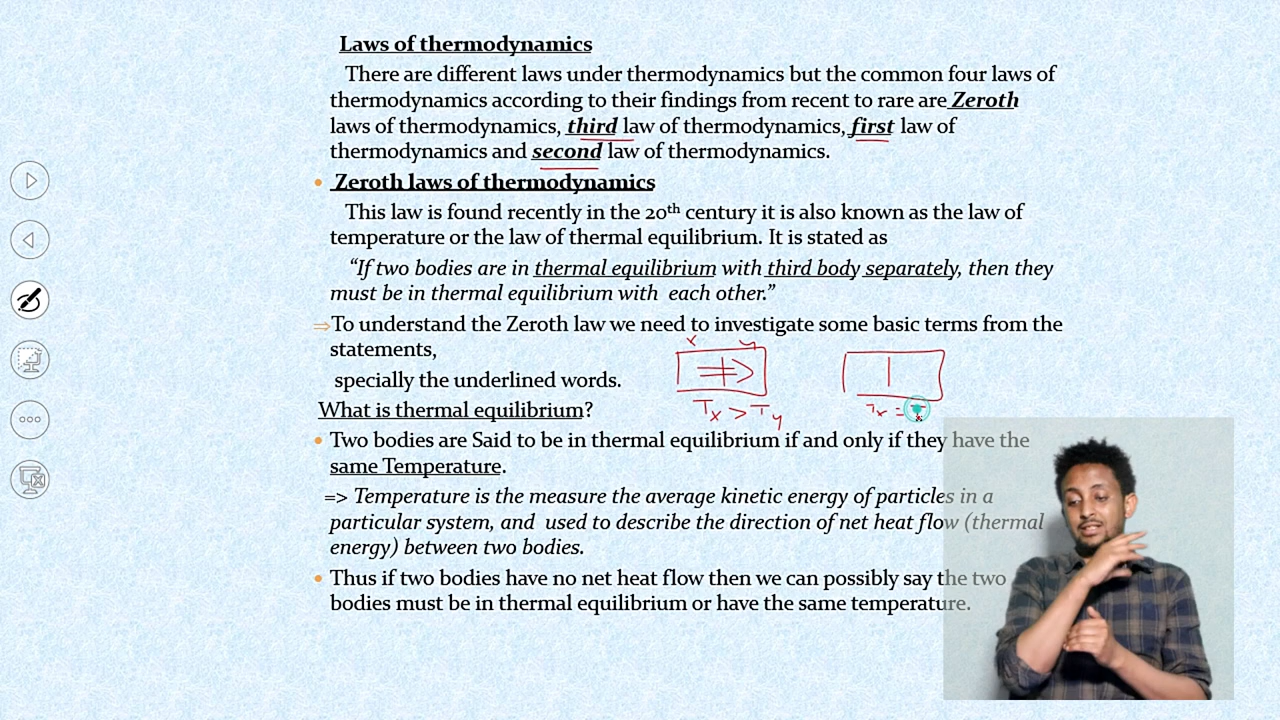 Laws of thermodynamics
There are different laws under thermodynamics but the common four laws of
thermodynamics according to their findings from recent to rare are Zeroth
laws of thermodynamics, third law of thermodynamics, first law of
thermodynamics and second law of thermodynamics.
• Zeroth laws of thermodynamics
This law is found recently in the 20th century it is also known as the law of
temperature or the law of thermal equilibrium. It is stated as
“If two bodies are in thermal equilibrium with third body separately, then they
must be in thermal equilibrium with each other.”
⇒To understand the Zeroth law we need to investigate some basic terms from the
statements,
x y
specially the underlined words.
What is thermal equilibrium?
Tx > Ty
Tx =
• Two bodies are Said to be in thermal equilibrium if and only if they have the
same Temperature.
=> Temperature is the measure the average kinetic energy of particles in a
particular system, and used to describe the direction of net heat flow (thermal
energy) between two bodies.
• Thus if two bodies have no net heat flow then we can possibly say the two
bodies must be in thermal equilibrium or have the same temperature.